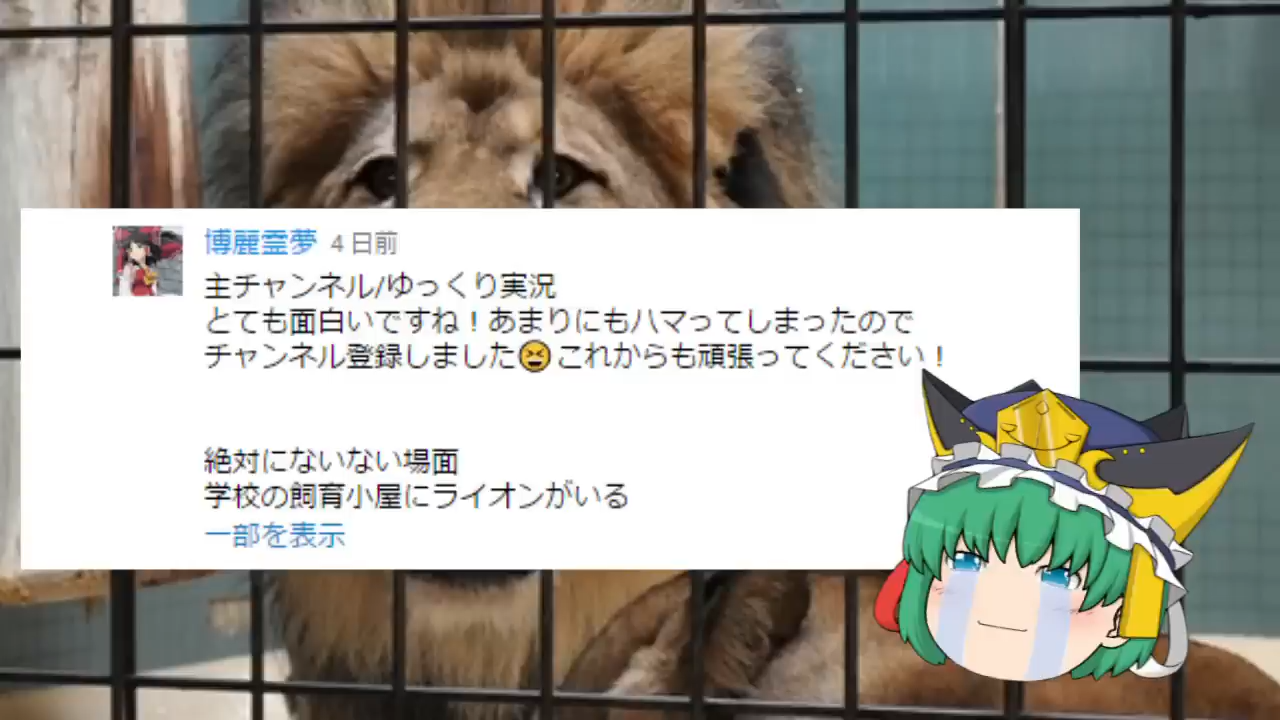 博麗霊夢 4 日前
主チャンネル/ゆっくり実況
とても面白いですね！あまりにもハマってしまったので
チャンネル登録しました😆これからも頑張ってください！
絶対にないない場面
学校の飼育小屋にライオンがいる
一部を表示